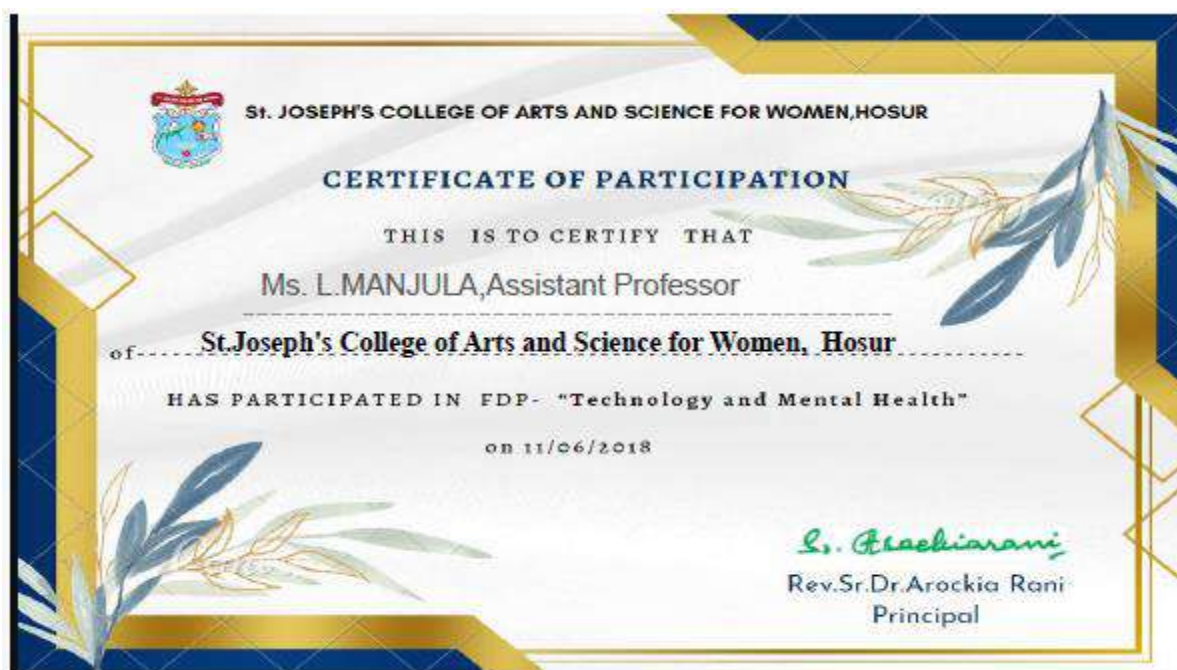 St. JOSEPH'S COLLEGE OF ARTS AND SCIENCE FOR WOMEN,HOSUR
CERTIFICATE OF PARTICIPATION
THIS IS TO CERTIFY THAT
Ms. L.MANJULA,Assistant Professor
of St.Joseph's College of Arts and Science for Women, Hosur
HAS PARTICIPATED IN FDP- "Technology and Mental Health"
on 11/06/2018
Rev.Sr.Dr.Arockia Rani
Principal